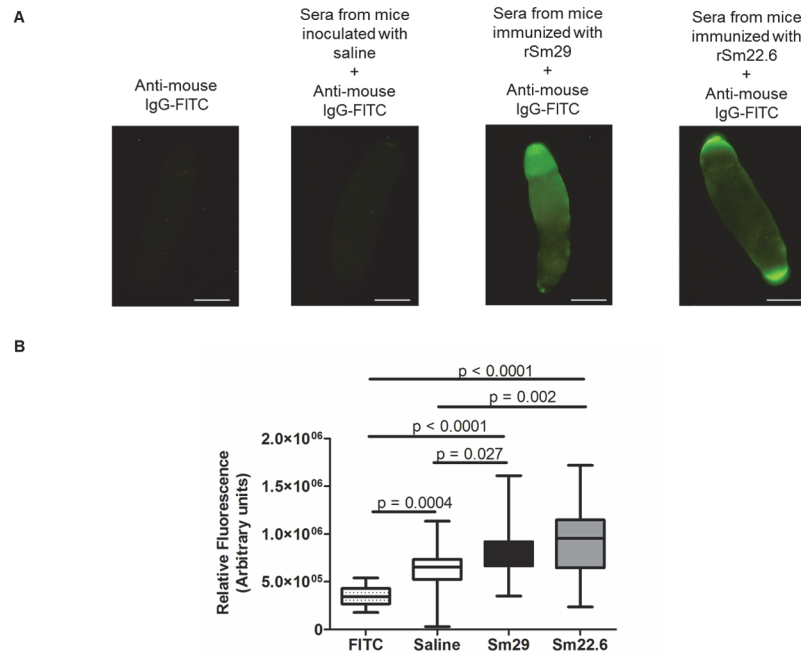 A
Anti-mouse
IgG-FITC
Sera from mice
inoculated with
saline
+
Anti-mouse
IgG-FITC
Sera from mice
immunized with
rSm29
+
Anti-mouse
IgG-FITC
Sera from mice
immunized with
rSm22.6
+
Anti-mouse
IgG-FITC
B
p < 0.0001
p = 0.002
p < 0.0001
p = 0.027
p = 0.0004
Relative Fluorescence
(Arbitrary units)
2.0×10⁰⁶
1.5×10⁰⁶
1.0×10⁰⁶
5.0×10⁰⁵
0
FITC Saline Sm29 Sm22.6